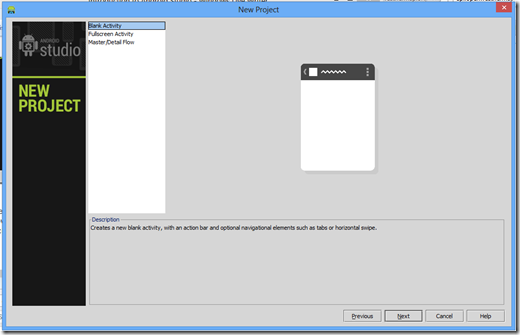 New Project
Blank Activity
Fullscreen Activity
Master/Detail Flow
ANDROID
studio
NEW
PROJECT
Description
Creates a new blank activity, with an action bar and optional navigational elements such as tabs or horizontal swipe.
Previous
Next
Cancel
Help